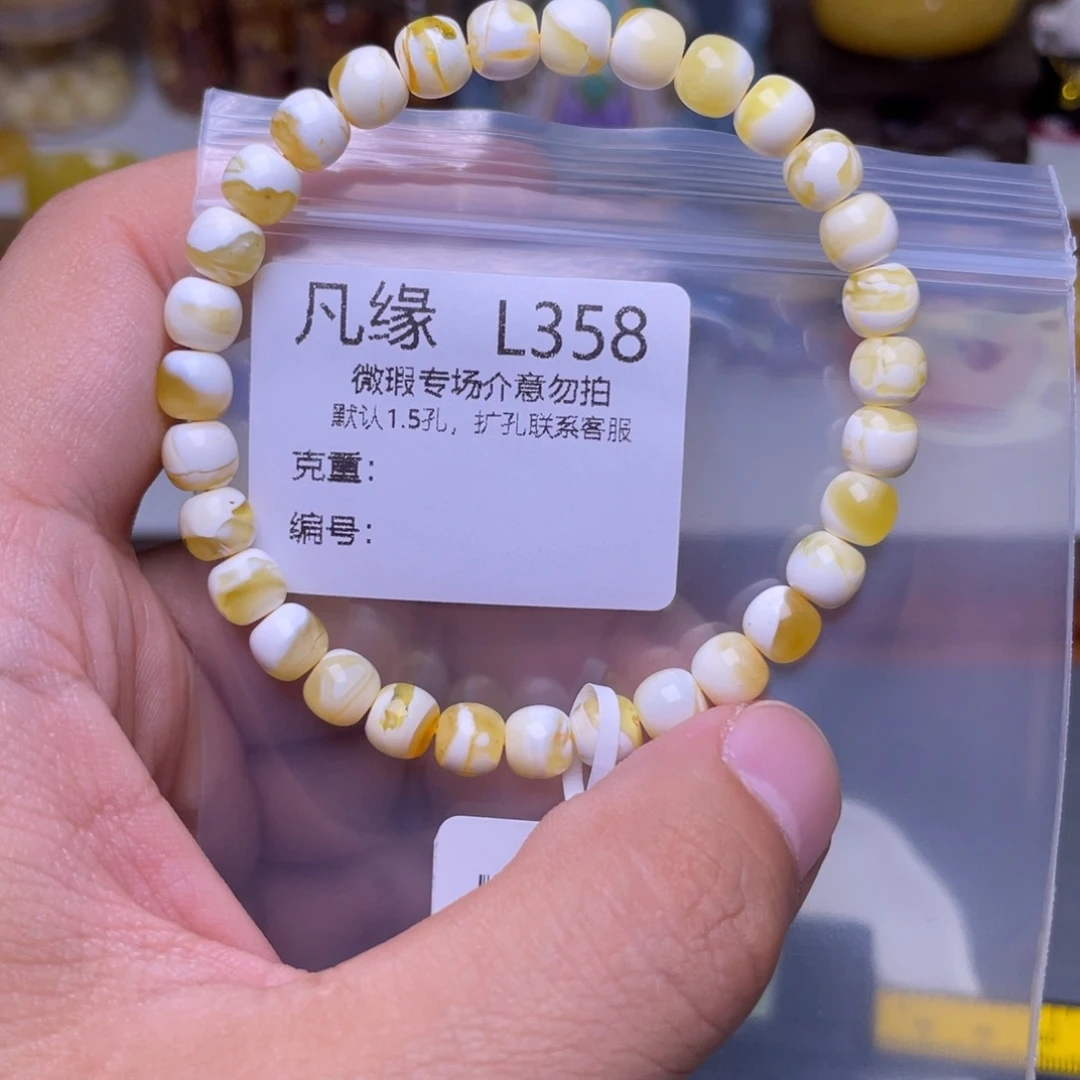 凡缘 L358
微瑕专场介意勿拍
默认1.5孔，扩孔联系客服
克重：
编号：